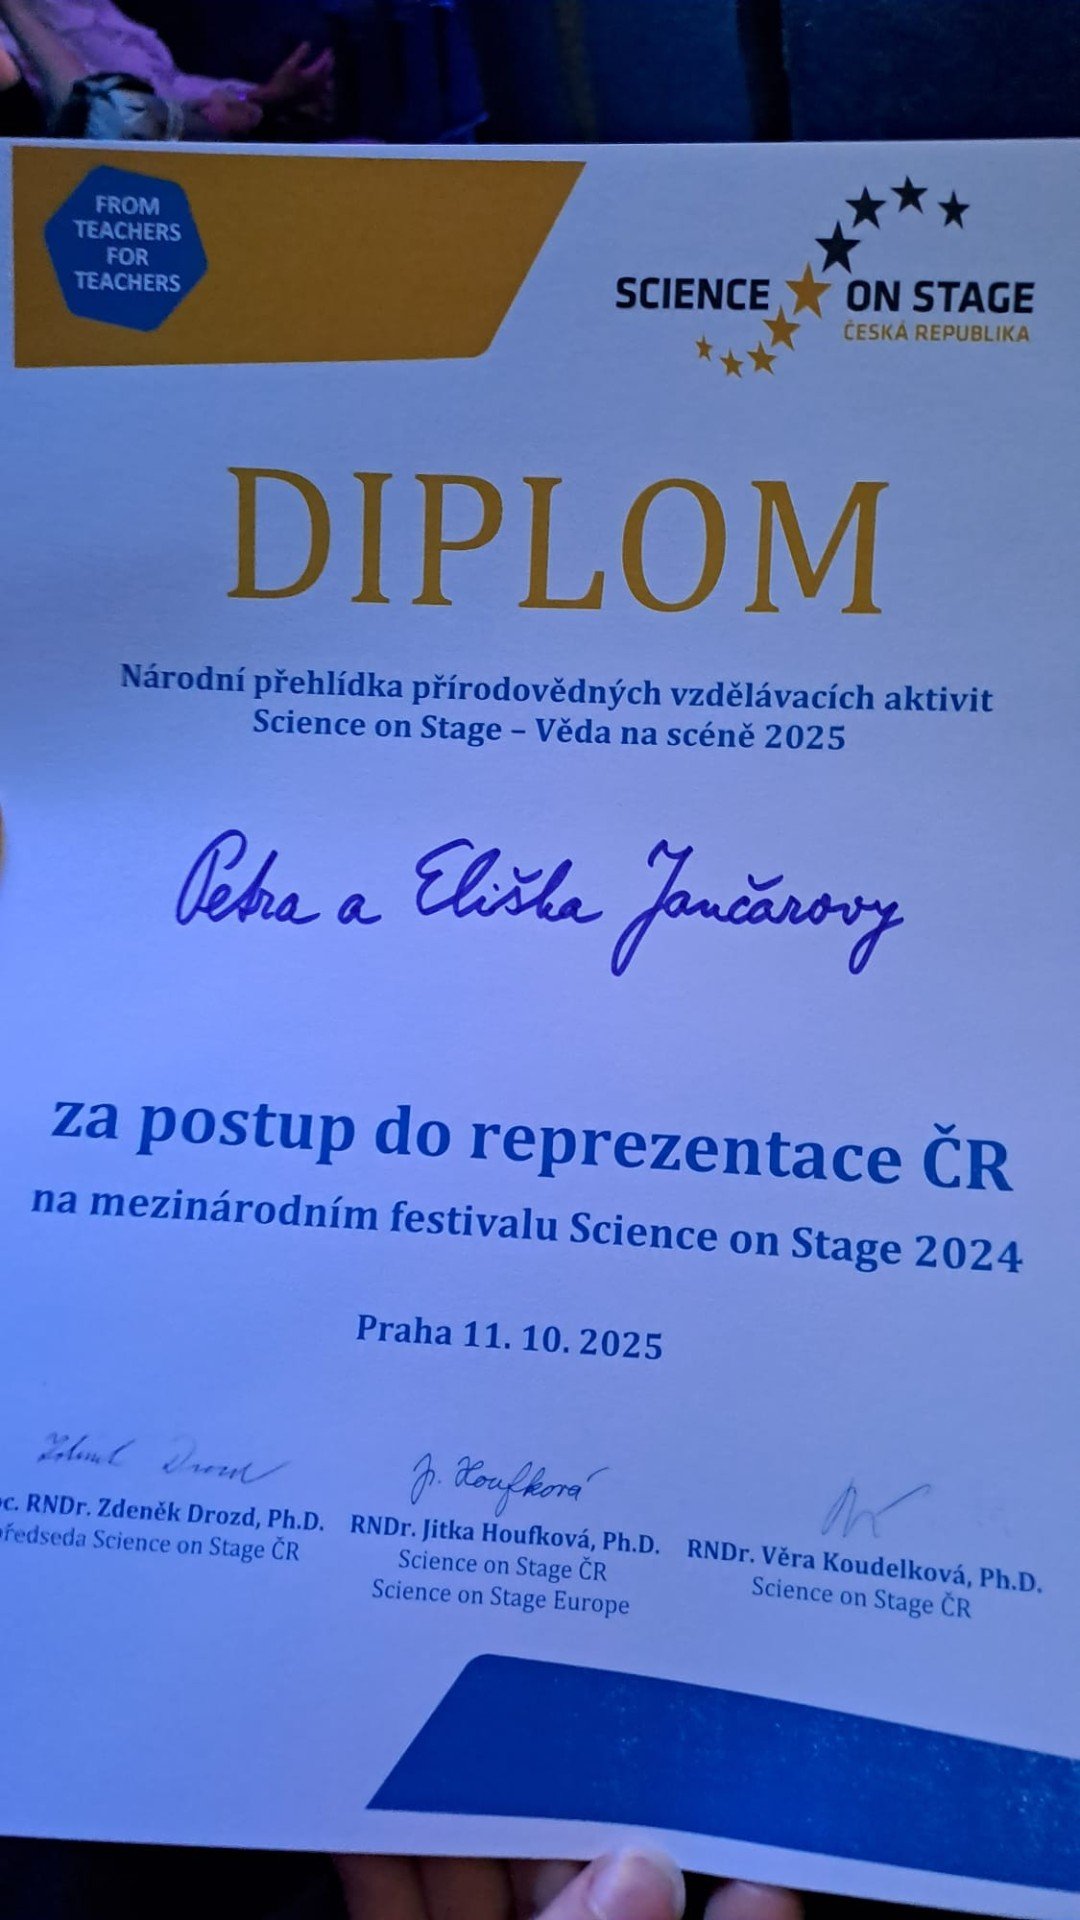 FROM
TEACHERS
FOR
TEACHERS
SCIENCE ON STAGE
ČESKÁ REPUBLIKA
DIPLOM
Národní přehlídka přírodovědných vzdělávacích aktivit
Science on Stage – Věda na scéně 2025
Petra a Eliška Jančárovy
za postup do reprezentace ČR
na mezinárodním festivalu Science on Stage 2024
Praha 11. 10. 2025
Zdeněk Drozd
J. Houfková
c. RNDr. Zdeněk Drozd, Ph.D.
ředseda Science on Stage ČR
RNDr. Jitka Houfková, Ph.D.
Science on Stage ČR
Science on Stage Europe
RNDr. Věra Koudelková, Ph.D.
Science on Stage ČR